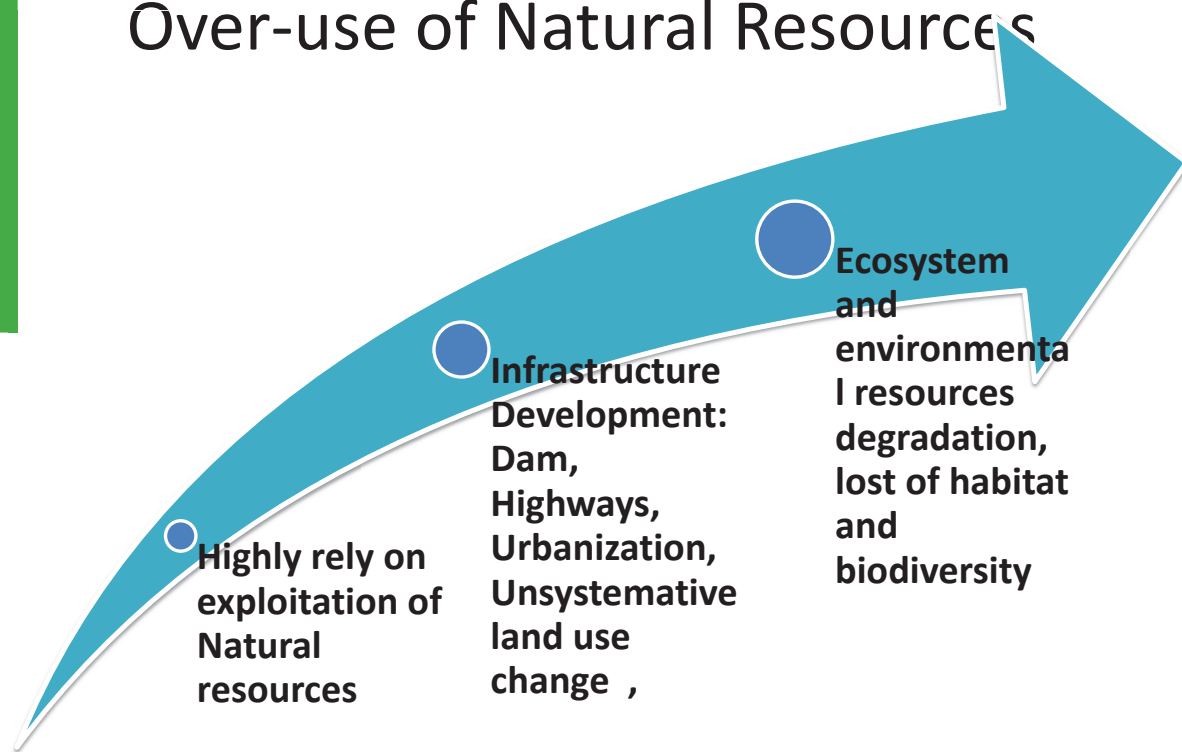 Over-use of Natural Resources
Highly rely on
exploitation of
Natural
resources
Infrastructure
Development:
Dam,
Highways,
Urbanization,
Unsystemative
land use
change  ,
Ecosystem
and
environmenta
l resources
degradation,
lost of habitat
and
biodiversity